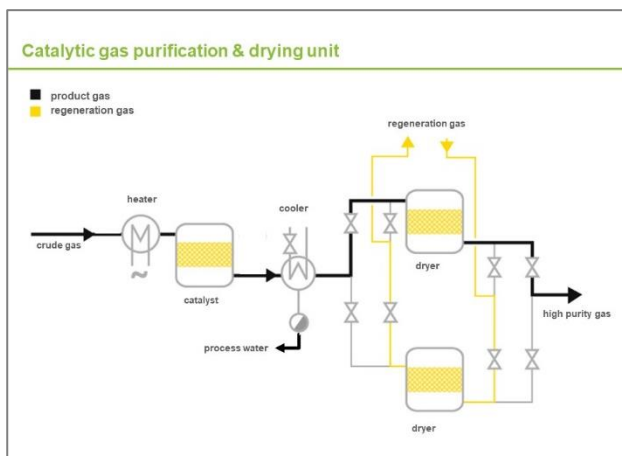 Catalytic gas purification & drying unit
product gas
regeneration gas
regeneration gas
heater
cooler
crude gas
catalyst
dryer
high purity gas
process water
dryer